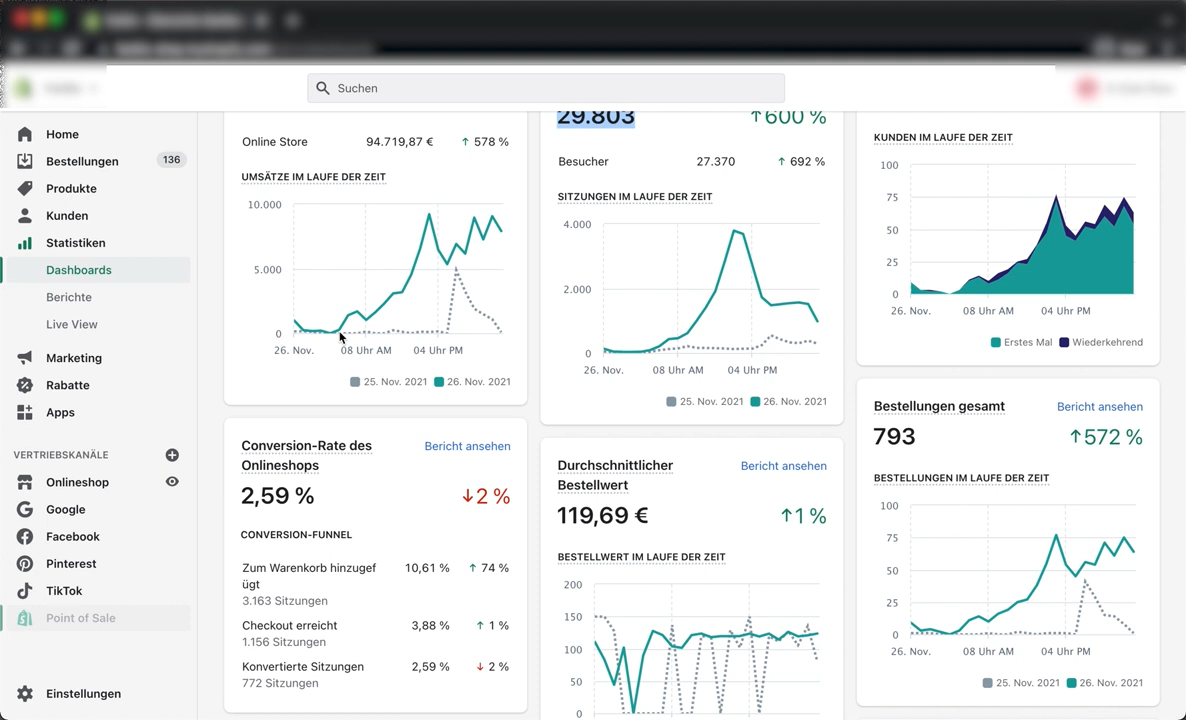 Suchen
Home
Bestellungen 136
Produkte
Kunden
Statistiken
Dashboards
Berichte
Live View
Marketing
Rabatte
Apps
VERTRIEBSKANÄLE
Onlineshop
Google
Facebook
Pinterest
TikTok
Point of Sale
Einstellungen
Online Store 94.719,87 € ↑ 578 %
UMSÄTZE IM LAUFE DER ZEIT
10.000
5.000
0
26. Nov. 08 Uhr AM 04 Uhr PM
25. Nov. 2021 26. Nov. 2021
Conversion-Rate des
Onlineshops
Bericht ansehen
2,59 % ↓2 %
CONVERSION-FUNNEL
Zum Warenkorb hinzugef
ügt
10,61 % ↑ 74 %
3.163 Sitzungen
Checkout erreicht 3,88 % ↑ 1 %
1.156 Sitzungen
Konvertierte Sitzungen 2,59 % ↓ 2 %
772 Sitzungen
29.803 ↑600 %
Besucher 27.370 ↑ 692 %
SITZUNGEN IM LAUFE DER ZEIT
4.000
2.000
0
26. Nov. 08 Uhr AM 04 Uhr PM
25. Nov. 2021 26. Nov. 2021
Durchschnittlicher
Bestellwert
Bericht ansehen
119,69 € ↑1 %
BESTELLWERT IM LAUFE DER ZEIT
200
150
100
50
0
KUNDEN IM LAUFE DER ZEIT
100
75
50
25
0
26. Nov. 08 Uhr AM 04 Uhr PM
Erstes Mal Wiederkehrend
Bestellungen gesamt Bericht ansehen
793 ↑572 %
BESTELLUNGEN IM LAUFE DER ZEIT
100
75
50
25
0
26. Nov. 08 Uhr AM 04 Uhr PM
25. Nov. 2021 26. Nov. 2021